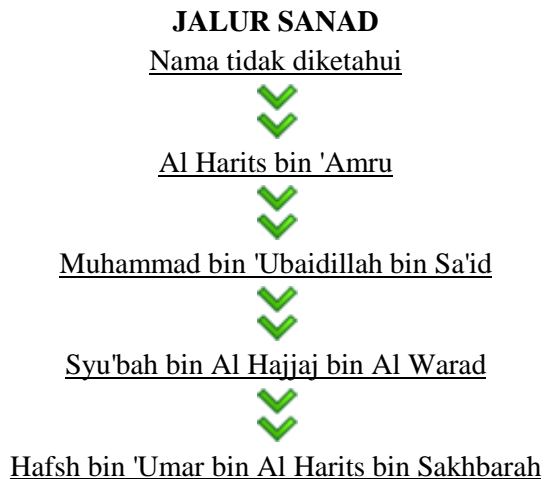 JALUR SANAD
Nama tidak diketahui
Al Harits bin 'Amru
Muhammad bin 'Ubaidillah bin Sa'id
Syu'bah bin Al Hajjaj bin Al Warad
Hafsh bin 'Umar bin Al Harits bin Sakhbarah